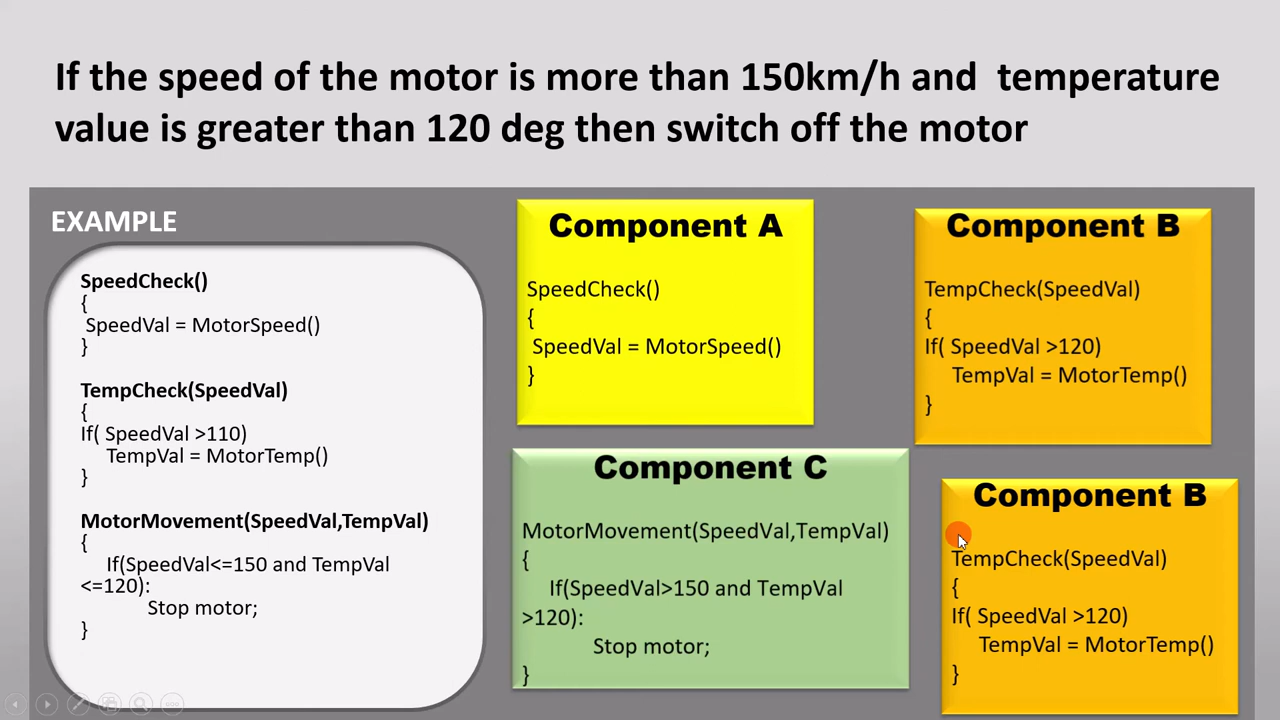 If the speed of the motor is more than 150km/h and  temperature
value is greater than 120 deg then switch off the motor
EXAMPLE
SpeedCheck()
{
SpeedVal = MotorSpeed()
}
TempCheck(SpeedVal)
{
If( SpeedVal >110)
TempVal = MotorTemp()
}
MotorMovement(SpeedVal,TempVal)
{
If(SpeedVal<=150 and TempVal
<=120):
Stop motor;
}
Component A
SpeedCheck()
{
SpeedVal = MotorSpeed()
}
Component B
TempCheck(SpeedVal)
{
If( SpeedVal >120)
TempVal = MotorTemp()
}
Component C
MotorMovement(SpeedVal,TempVal)
{
If(SpeedVal>150 and TempVal
>120):
Stop motor;
}
Component B
TempCheck(SpeedVal)
{
If( SpeedVal >120)
TempVal = MotorTemp()
}